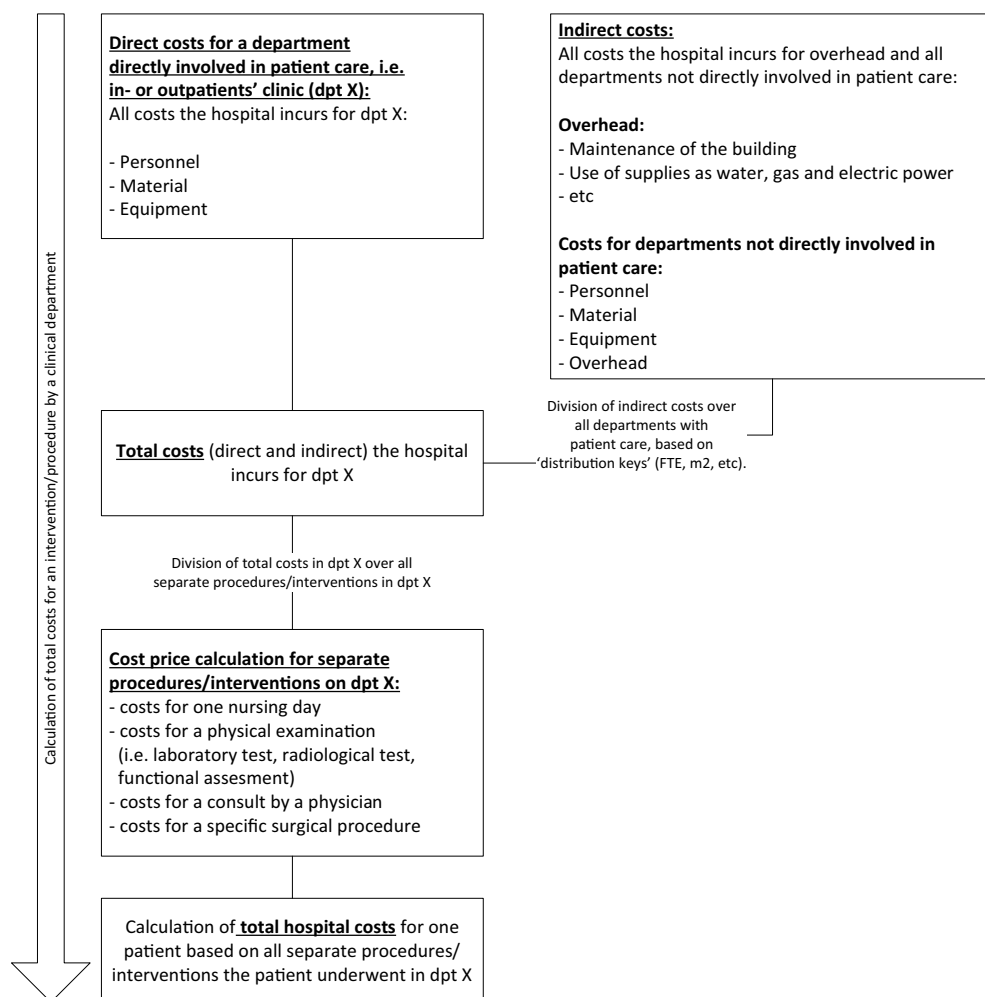 Calculation of total costs for an intervention/procedure by a clinical department
Direct costs for a department
directly involved in patient care, i.e.
in- or outpatients’ clinic (dpt X):
All costs the hospital incurs for dpt X:
- Personnel
- Material
- Equipment
Indirect costs:
All costs the hospital incurs for overhead and all
departments not directly involved in patient care:
Overhead:
- Maintenance of the building
- Use of supplies as water, gas and electric power
- etc
Costs for departments not directly involved in
patient care:
- Personnel
- Material
- Equipment
- Overhead
Division of indirect costs over
all departments with
patient care, based on
‘distribution keys’ (FTE, m2, etc).
Total costs (direct and indirect) the hospital
incurs for dpt X
Division of total costs in dpt X over all
separate procedures/interventions in dpt X
Cost price calculation for separate
procedures/interventions on dpt X:
- costs for one nursing day
- costs for a physical examination
(i.e. laboratory test, radiological test,
functional assesment)
- costs for a consult by a physician
- costs for a specific surgical procedure
Calculation of total hospital costs for one
patient based on all separate procedures/
interventions the patient underwent in dpt X